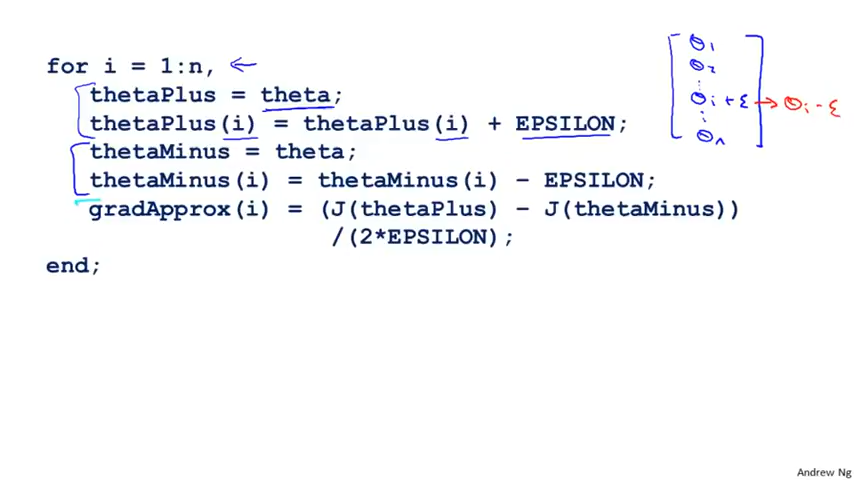 for i = 1:n, ←
thetaPlus = theta;
thetaPlus(i) = thetaPlus(i) + EPSILON;
thetaMinus = theta;
thetaMinus(i) = thetaMinus(i) – EPSILON;
gradApprox(i) = (J(thetaPlus) – J(thetaMinus))
/(2*EPSILON);
end;
θ₁
θ₂
⋮
θᵢ + ε → θᵢ - ε
⋮
θₙ
Andrew Ng